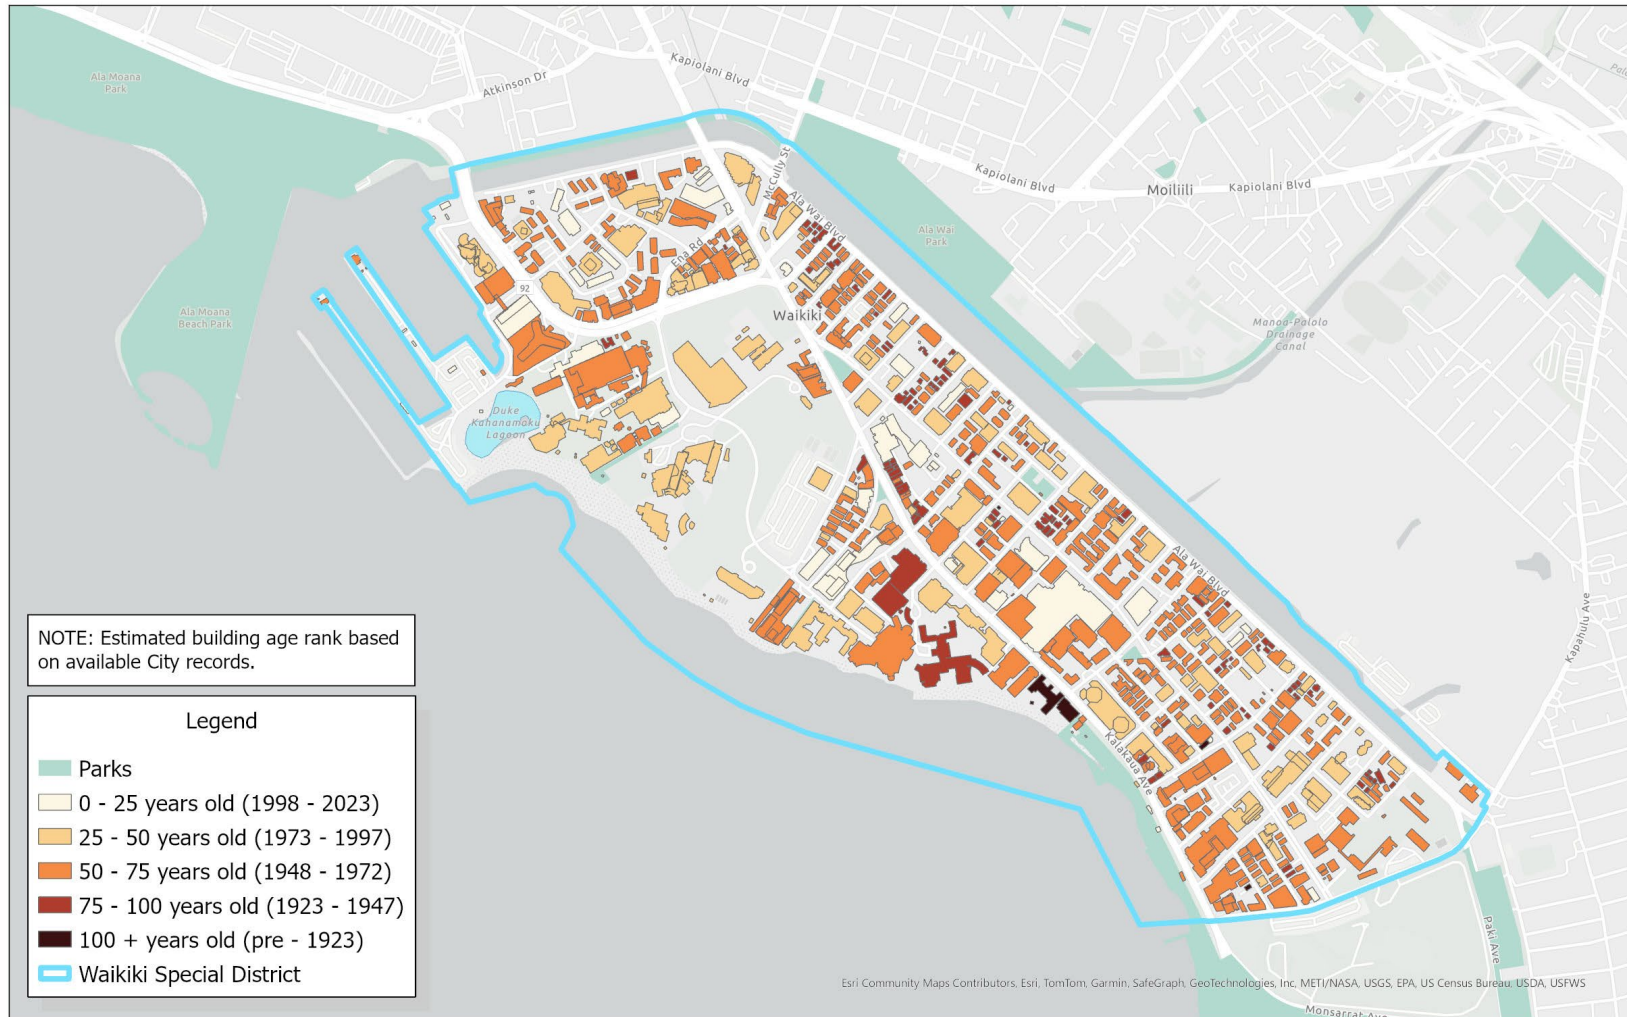 Ala Moana
Park
Atkinson Dr
Kapiolani Blvd
McCully St
Ala Wai Blvd
Kapiolani Blvd
Moiliili
Kapiolani Blvd
Ala Wai
Park
Ena Rd
92
Waikiki
Ala Moana
Beach Park
Manoa-Palolo
Drainage
Canal
Duke
Kahanamoku
Lagoon
Ala Wai Blvd
Kapahulu Ave
Kalakaua Ave
Paki Ave
Monsarrat Ave
NOTE: Estimated building age rank based
on available City records.
Legend
Parks
0 - 25 years old (1998 - 2023)
25 - 50 years old (1973 - 1997)
50 - 75 years old (1948 - 1972)
75 - 100 years old (1923 - 1947)
100 + years old (pre - 1923)
Waikiki Special District
Esri Community Maps Contributors, Esri, TomTom, Garmin, SafeGraph, GeoTechnologies, Inc, METI/NASA, USGS, EPA, US Census Bureau, USDA, USFWS